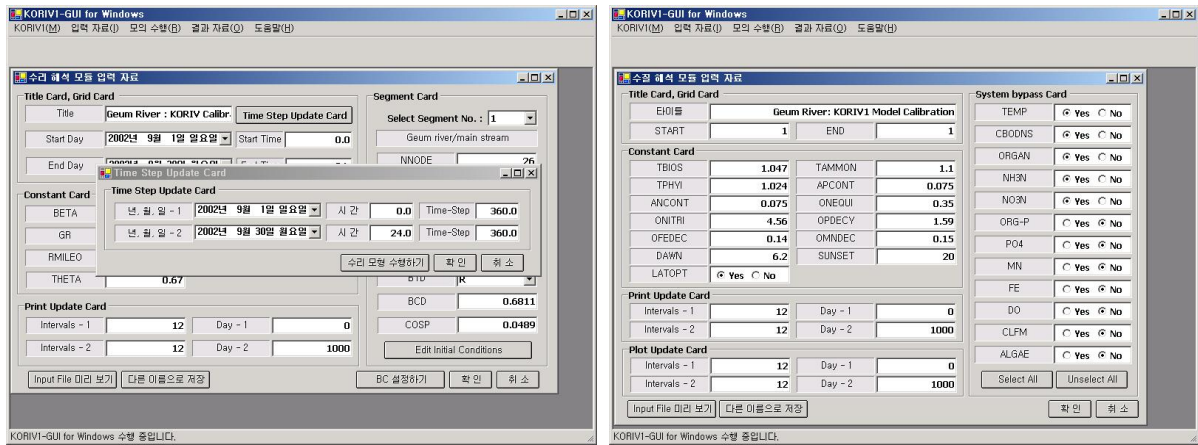 KORIV1-GUI for Windows
KORIV1(M) 입력 자료(I) 모의 수행(R) 결과 자료(O) 도움말(H)
수리 해석 모듈 입력 자료
Title Card, Grid Card
Title Geum River : KORIV Calibr. Time Step Update Card
Start Day 2002년 9월 1일 일요일 Start Time 0.0
End Day
Segment Card
Select Segment No. : 1
Geum river/main stream
NNODE 26
Time Step Update Card
Time Step Update Card
년, 월, 일 - 1 2002년 9월 1일 일요일 시 간 0.0 Time-Step 360.0
년, 월, 일 - 2 2002년 9월 30일 월요일 시 간 24.0 Time-Step 360.0
수리 모형 수행하기 확 인 취 소
Constant Card
BETA
GR
RMILEO
THETA 0.67
BTD R
BCD 0.6811
COSP 0.0489
Edit Initial Conditions
Print Update Card
Intervals - 1 12 Day - 1 0
Intervals - 2 12 Day - 2 1000
Input File 미리 보기 다른 이름으로 저장 BC 설정하기 확 인 취 소
KORIV1-GUI for Windows 수행 중입니다.
KORIV1-GUI for Windows
KORIV1(M) 입력 자료(I) 모의 수행(R) 결과 자료(O) 도움말(H)
수질 해석 모듈 입력 자료
Title Card, Grid Card
타이틀 Geum River: KORIV1 Model Calibration
START 1 END 1
Constant Card
TBIOS 1.047 TAMMON 1.1
TPHYI 1.024 APCONT 0.075
ANCONT 0.075 ONEQUI 0.35
ONITRI 4.56 OPDECY 1.59
OFEDEC 0.14 OMNDEC 0.15
DAWN 6.2 SUNSET 20
LATOPT Yes No
Print Update Card
Intervals - 1 12 Day - 1 0
Intervals - 2 12 Day - 2 1000
Plot Update Card
Intervals - 1 12 Day - 1 0
Intervals - 2 12 Day - 2 1000
System bypass Card
TEMP Yes No
CBODNS Yes No
ORGAN Yes No
NH3N Yes No
NO3N Yes No
ORG-P Yes No
PO4 Yes No
MN Yes No
FE Yes No
DO Yes No
CLFM Yes No
ALGAE Yes No
Select All Unselect All
Input File 미리 보기 다른 이름으로 저장 확 인 취 소
KORIV1-GUI for Windows 수행 중입니다.